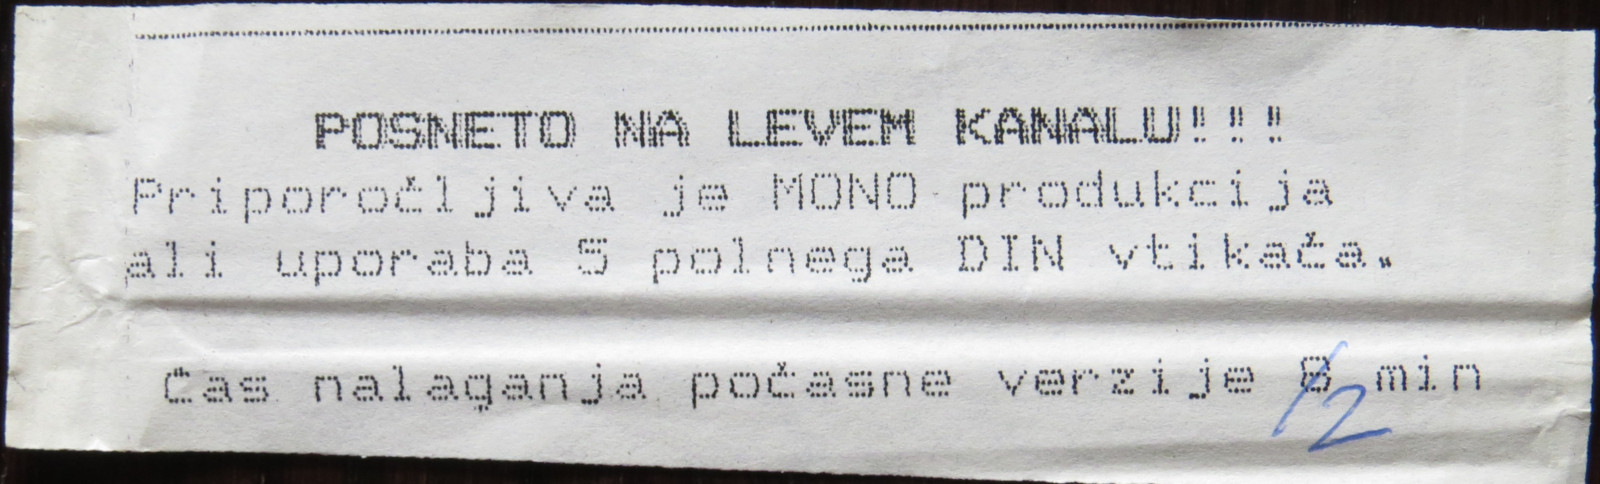 POSNETO NA LEVEM KANALU!!!
Priporočljiva je MONO produkcija
ali uporaba 5 polnega DIN vtikača.
Čas nalaganja počasne verzije 8 min
2